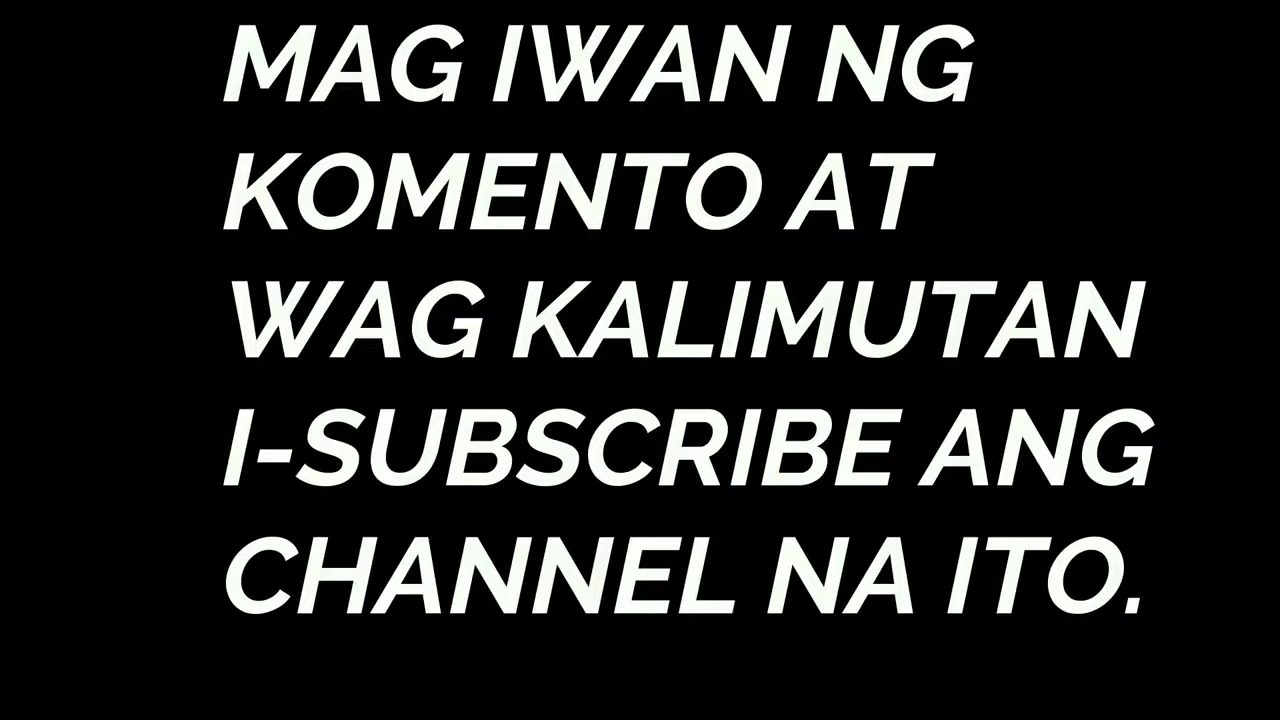 MAG IWAN NG
KOMENTO AT
WAG KALIMUTAN
I-SUBSCRIBE ANG
CHANNEL NA ITO.